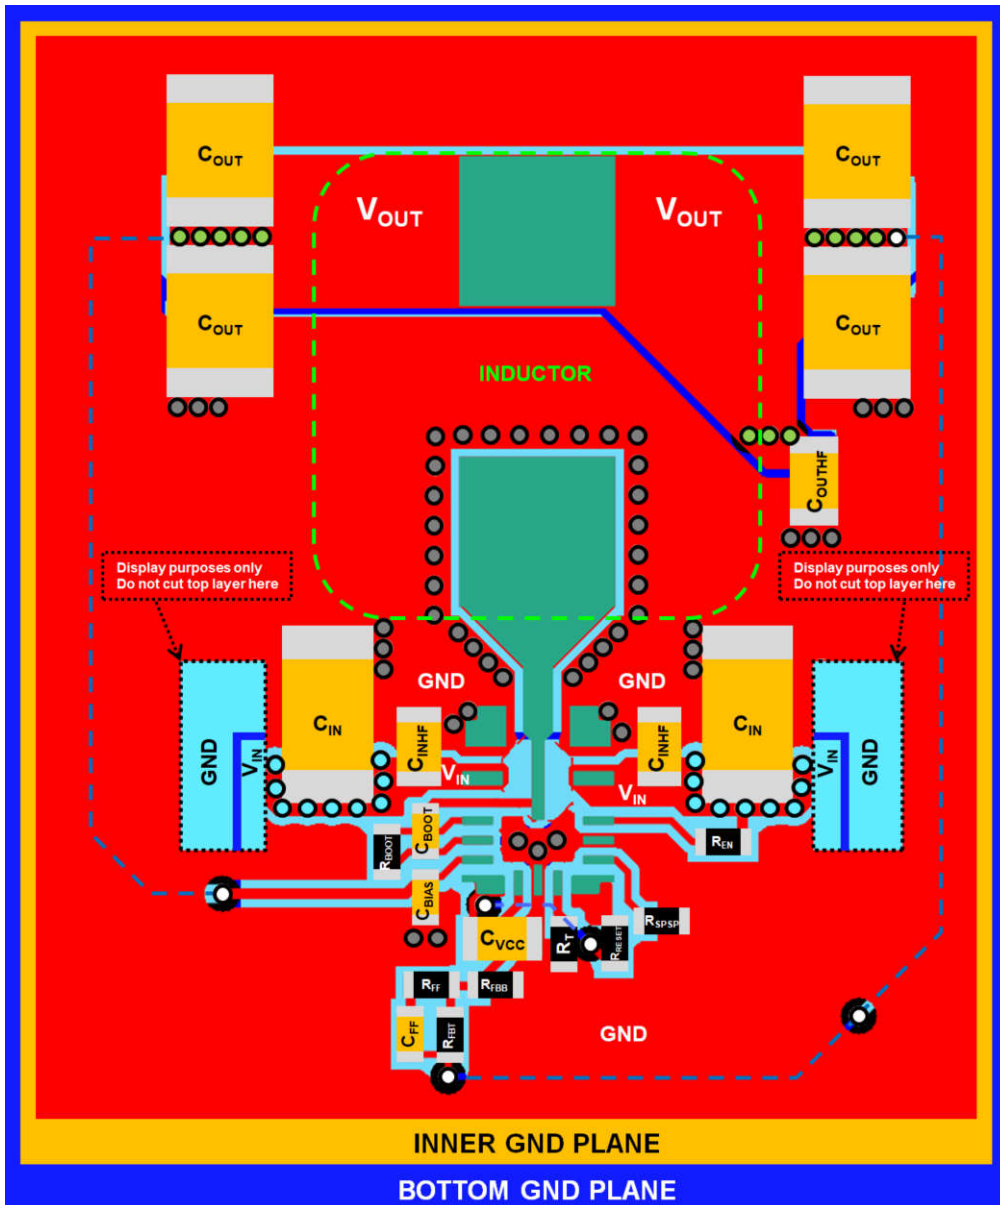 COUT
COUT
VOUT
VOUT
COUT
COUT
INDUCTOR
COUTHF
Display purposes only
Do not cut top layer here
Display purposes only
Do not cut top layer here
GND
GND
GND
VIN
CIN
CINHF
VIN
VIN
CINHF
CIN
VIN
GND
RBOOT
CBOOT
REN
CBIAS
CVCC
RT
RRESET
RSPSP
RFF
RFBB
CFF
RFBT
GND
INNER GND PLANE
BOTTOM GND PLANE